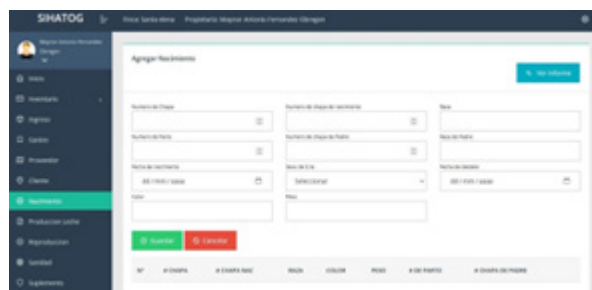 SIHATOG
Finca: Santa elena Propietario: Mayror Antonio Fernandez Obregon
Agregar Nacimiento
Ver Informe
Inicio
Inventario
Ingreso
Gastos
Proveedor
Cliente
Nacimiento
Produccion Leche
Reproduccion
Sanidad
Suplemento
Numero de Chapa
Numero de chapa de nacimiento
Raza
Numero de Parto
Numero de chapa de Padre
Raza de Padre
Fecha de nacimiento
Sexo de Cria
Fecha de destete
dd / mm / aaaa
Seleccionar
dd / mm / aaaa
Color
Peso
Guardar
Cancelar
N° # CHAPA # CHAPA NAC RAZA COLOR PESO # DE PARTO # CHAPA DE PADRE